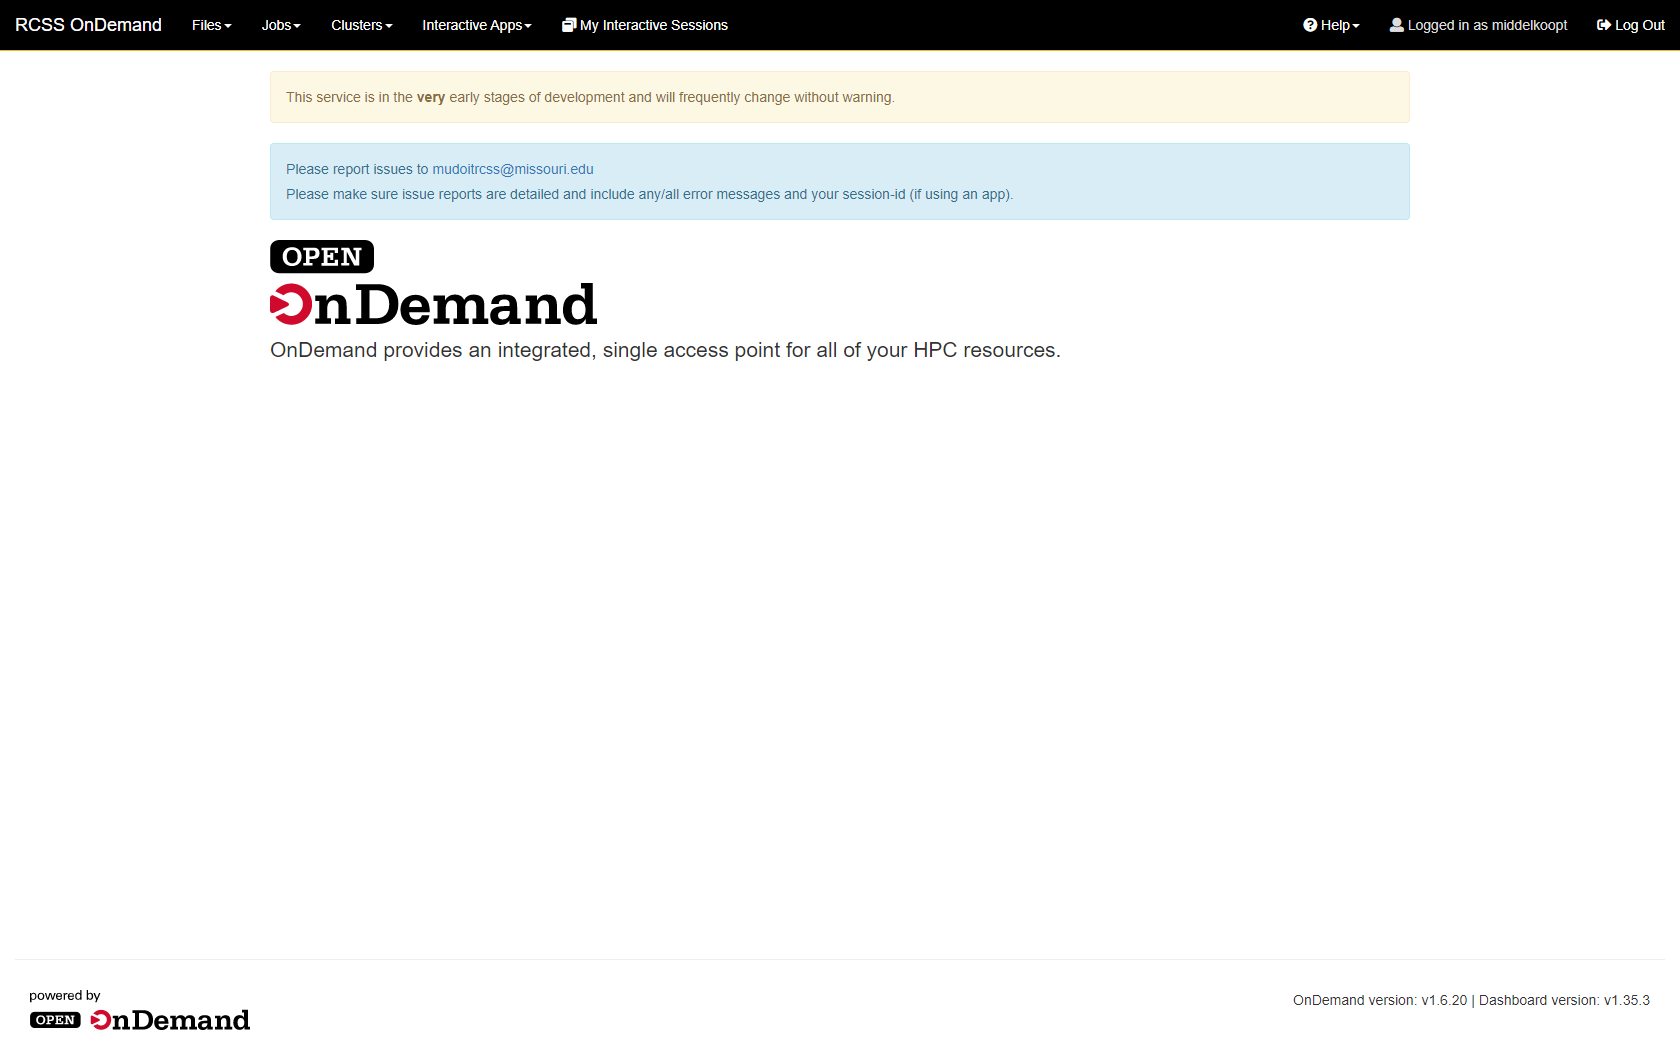 RCSS OnDemand Files Jobs Clusters Interactive Apps My Interactive Sessions Help Logged in as middelkoopt Log Out
This service is in the very early stages of development and will frequently change without warning.
Please report issues to mudoitrcss@missouri.edu
Please make sure issue reports are detailed and include any/all error messages and your session-id (if using an app).
OPEN
OnDemand
OnDemand provides an integrated, single access point for all of your HPC resources.
powered by
OPEN OnDemand
OnDemand version: v1.6.20 | Dashboard version: v1.35.3